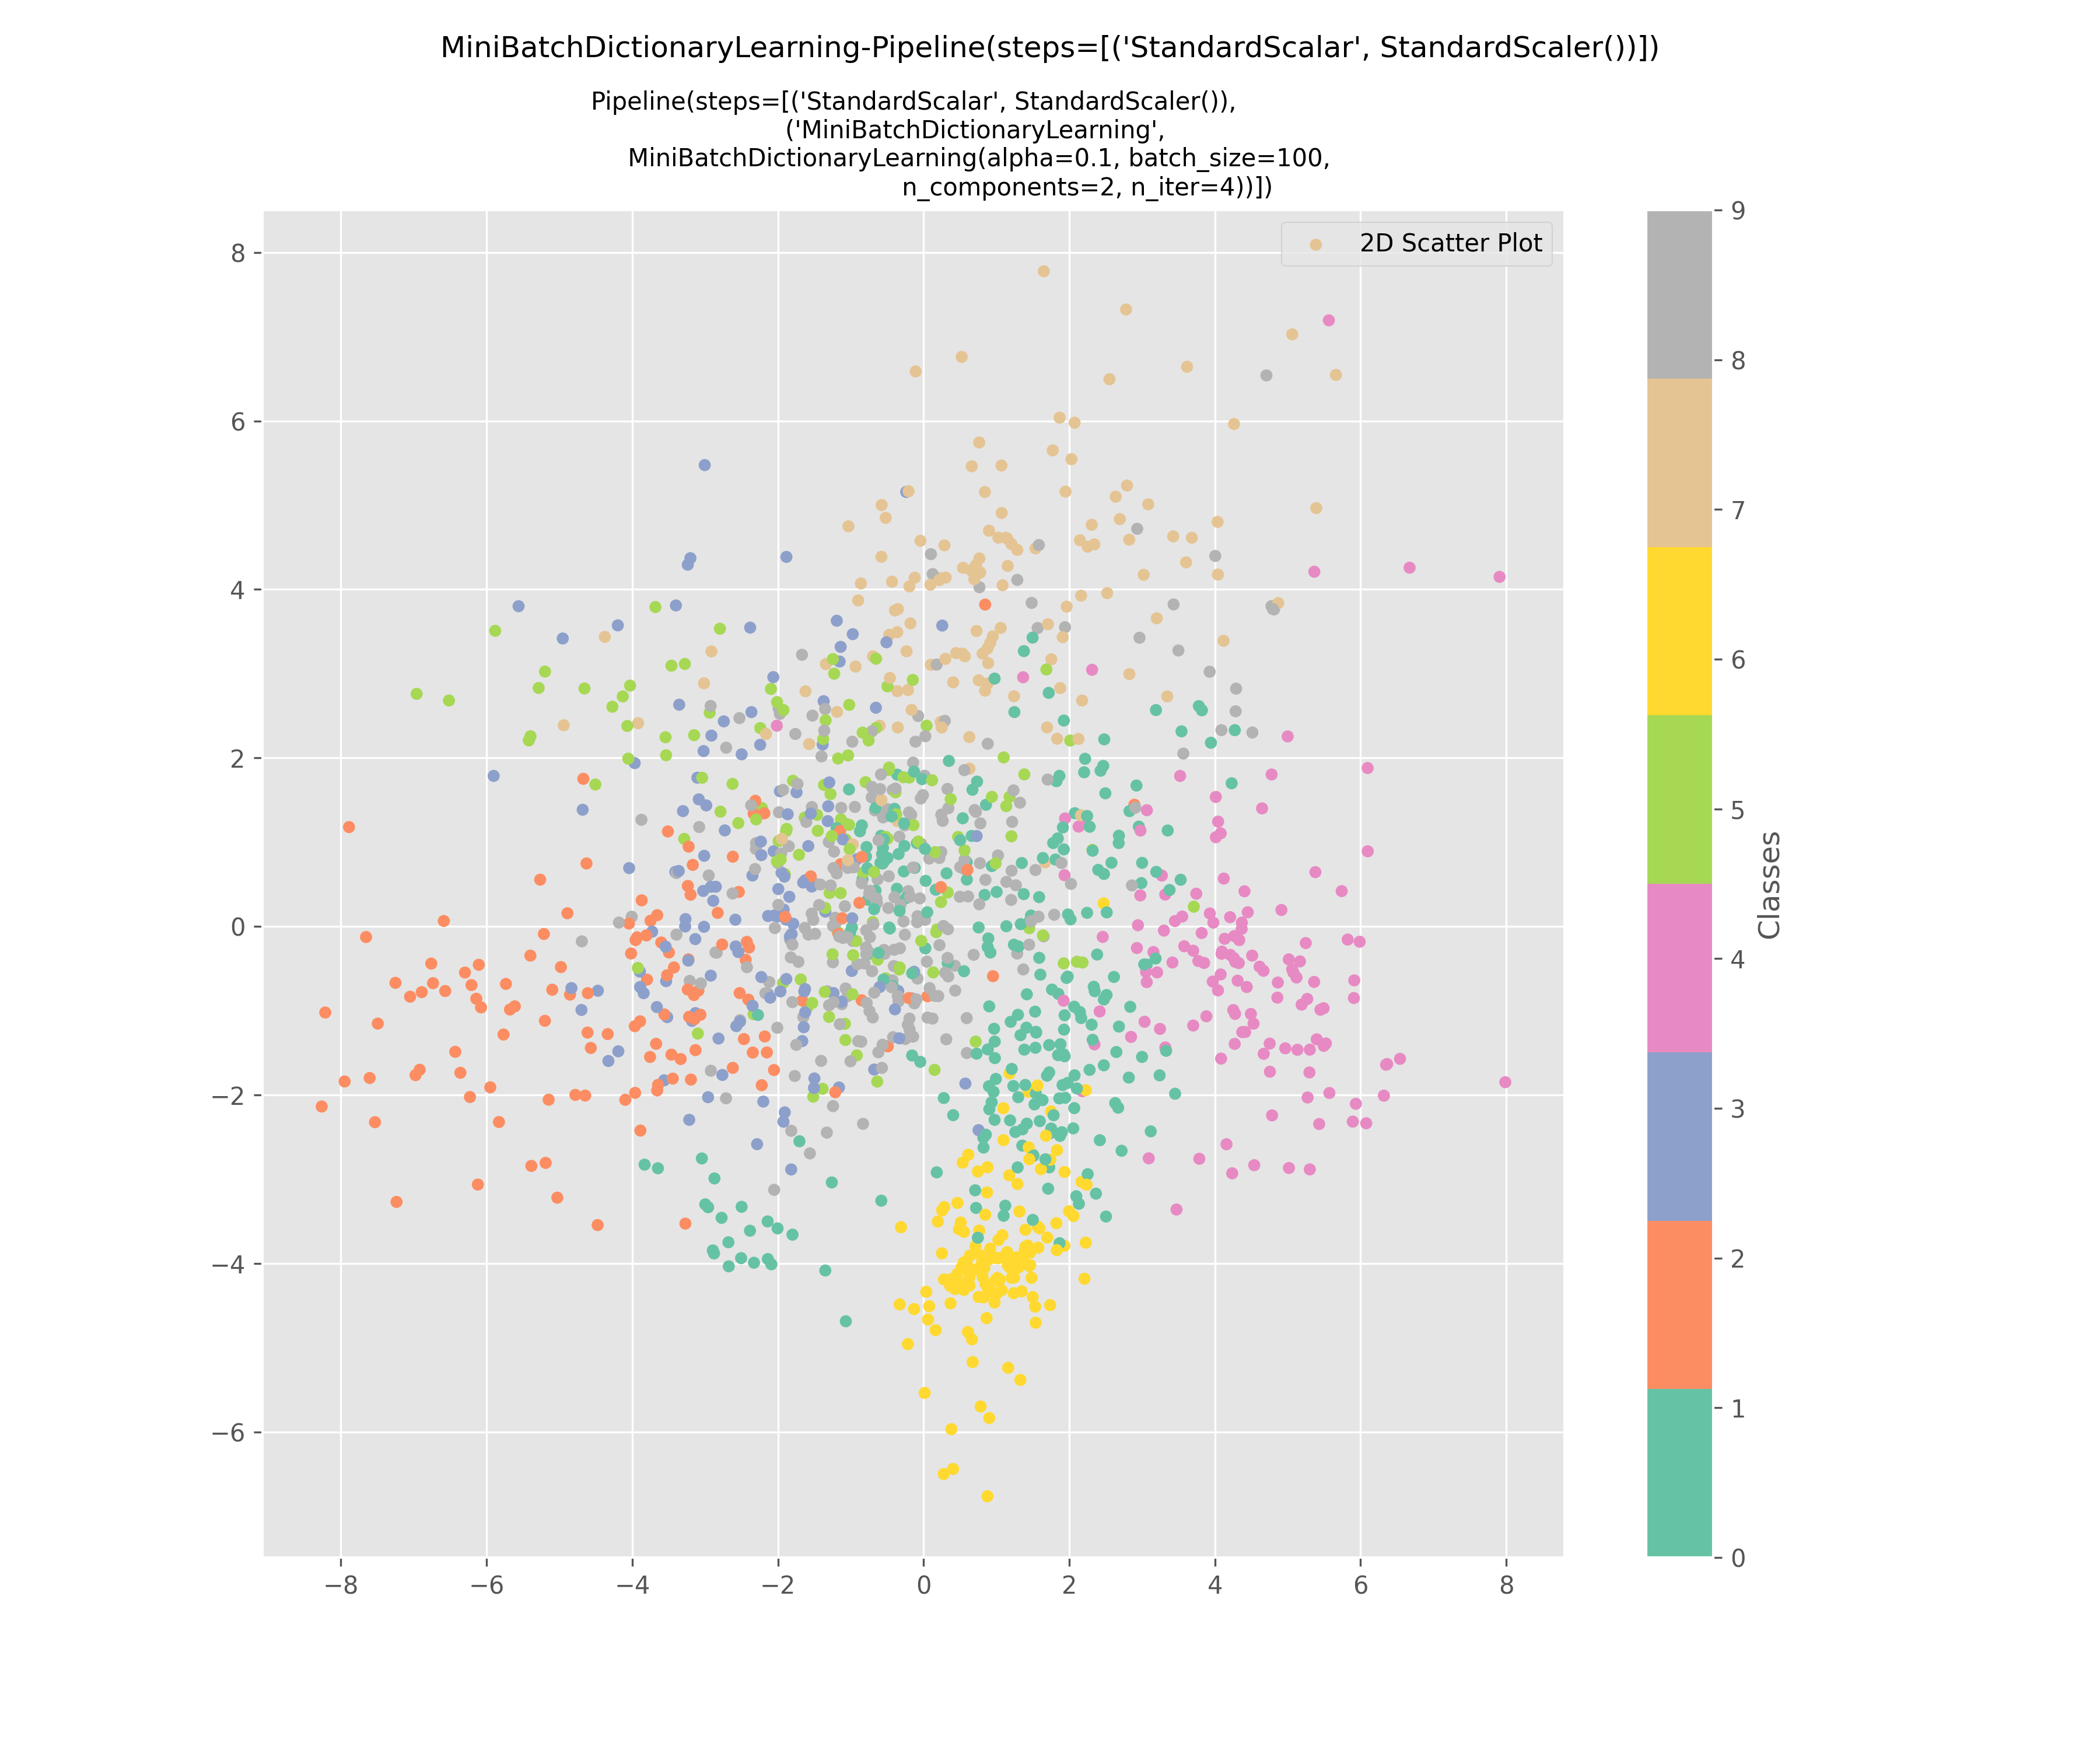 MiniBatchDictionaryLearning-Pipeline(steps=[('StandardScalar', StandardScaler())])
Pipeline(steps=[('StandardScalar', StandardScaler()),
('MiniBatchDictionaryLearning',
MiniBatchDictionaryLearning(alpha=0.1, batch_size=100,
n_components=2, n_iter=4))])
2D Scatter Plot
8
6
4
2
0
−2
−4
−6
−8 −6 −4 −2 0 2 4 6 8
9
8
7
6
5
4
3
2
1
0
Classes